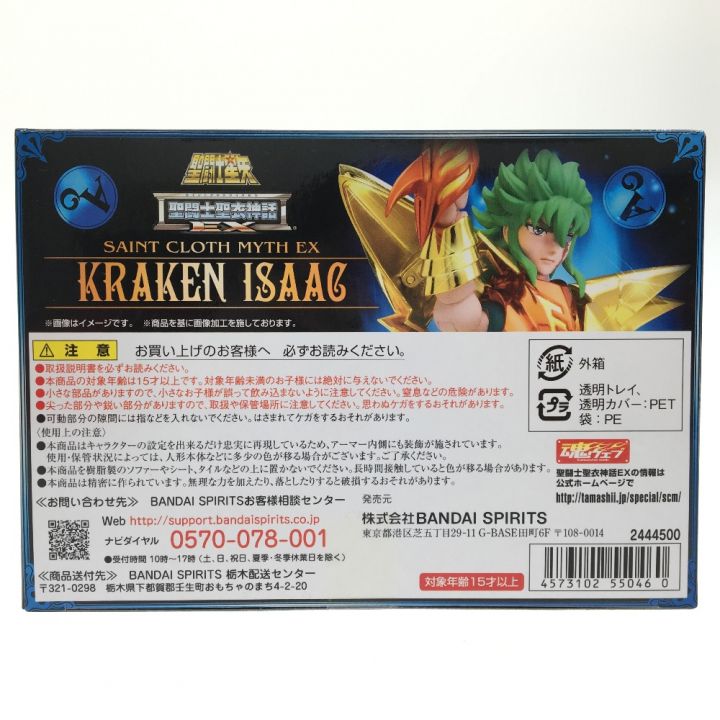 聖闘士星矢
聖闘士聖衣神話
EX
SAINT CLOTH MYTH EX
KRAKEN ISAAC
※画像はイメージです。 ※商品を基に画像加工を施しております。
注意 お買い上げのお客様へ 必ずお読みください。
●取扱説明書を必ずお読みください。
●本商品の対象年齢は15才以上です。対象年齢未満のお子様には絶対に与えないでください。
●小さな部品がありますので、小さなお子様が誤って飲み込まないように注意してください。窒息などの危険があります。
●尖った部分や鋭い部分がありますので、取扱や保管場所に注意してください。思わぬケガをするおそれがあります。
●可動部分の隙間には指などを入れないでください。はさまれてケガをするおそれがあります。
〈使用上の注意〉
●本商品はキャラクターの設定を出来るだけ忠実に再現しているため、アーマー内側にも装飾が施されています。
使用・保管状況によっては、人形本体などに多少の色が移る場合がございます。ご了承ください。
●本商品を樹脂製のソファーやシート、タイルなどの上に置かないでください。長時間接触していると色が移る場合があります。
●本商品は精密に作られています。無理な力を加えたり、落としたりすると破損するおそれがあります。
紙 外箱
プラ 透明トレイ、
透明カバー:PET
袋:PE
魂ウェブ
聖闘士聖衣神話EXの情報は
公式ホームページで
http://tamashii.jp/special/scm/
≪お問い合わせ先≫ BANDAI SPIRITSお客様相談センター
Web http://support.bandaispirits.co.jp
ナビダイヤル 0570-078-001
●受付時間 10時〜17時(土、日、祝日、夏季・冬季休業日を除く)
≪商品送付先≫ BANDAI SPIRITS 栃木配送センター
〒321-0298 栃木県下都賀郡壬生町おもちゃのまち4-2-20
発売元
株式会社BANDAI SPIRITS
東京都港区芝五丁目29-11 G-BASE田町6F 〒108-0014
対象年齢15才以上
2444500
4573102 55046 0